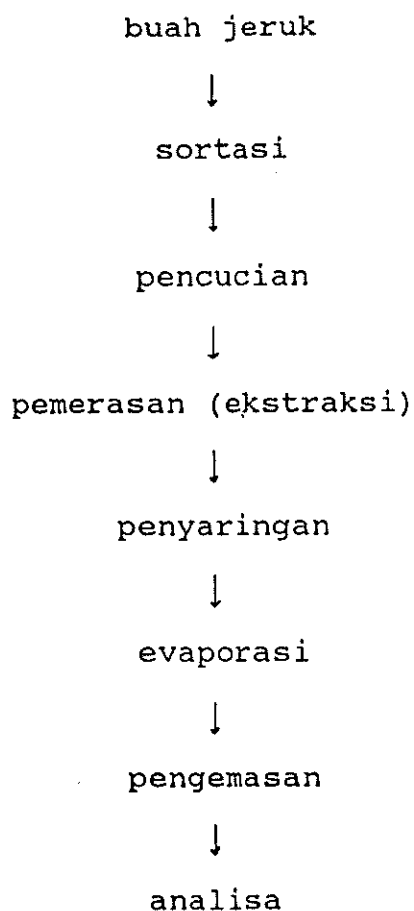 buah jeruk
↓
sortasi
↓
pencucian
↓
pemerasan (ekstraksi)
↓
penyaringan
↓
evaporasi
↓
pengemasan
↓
analisa